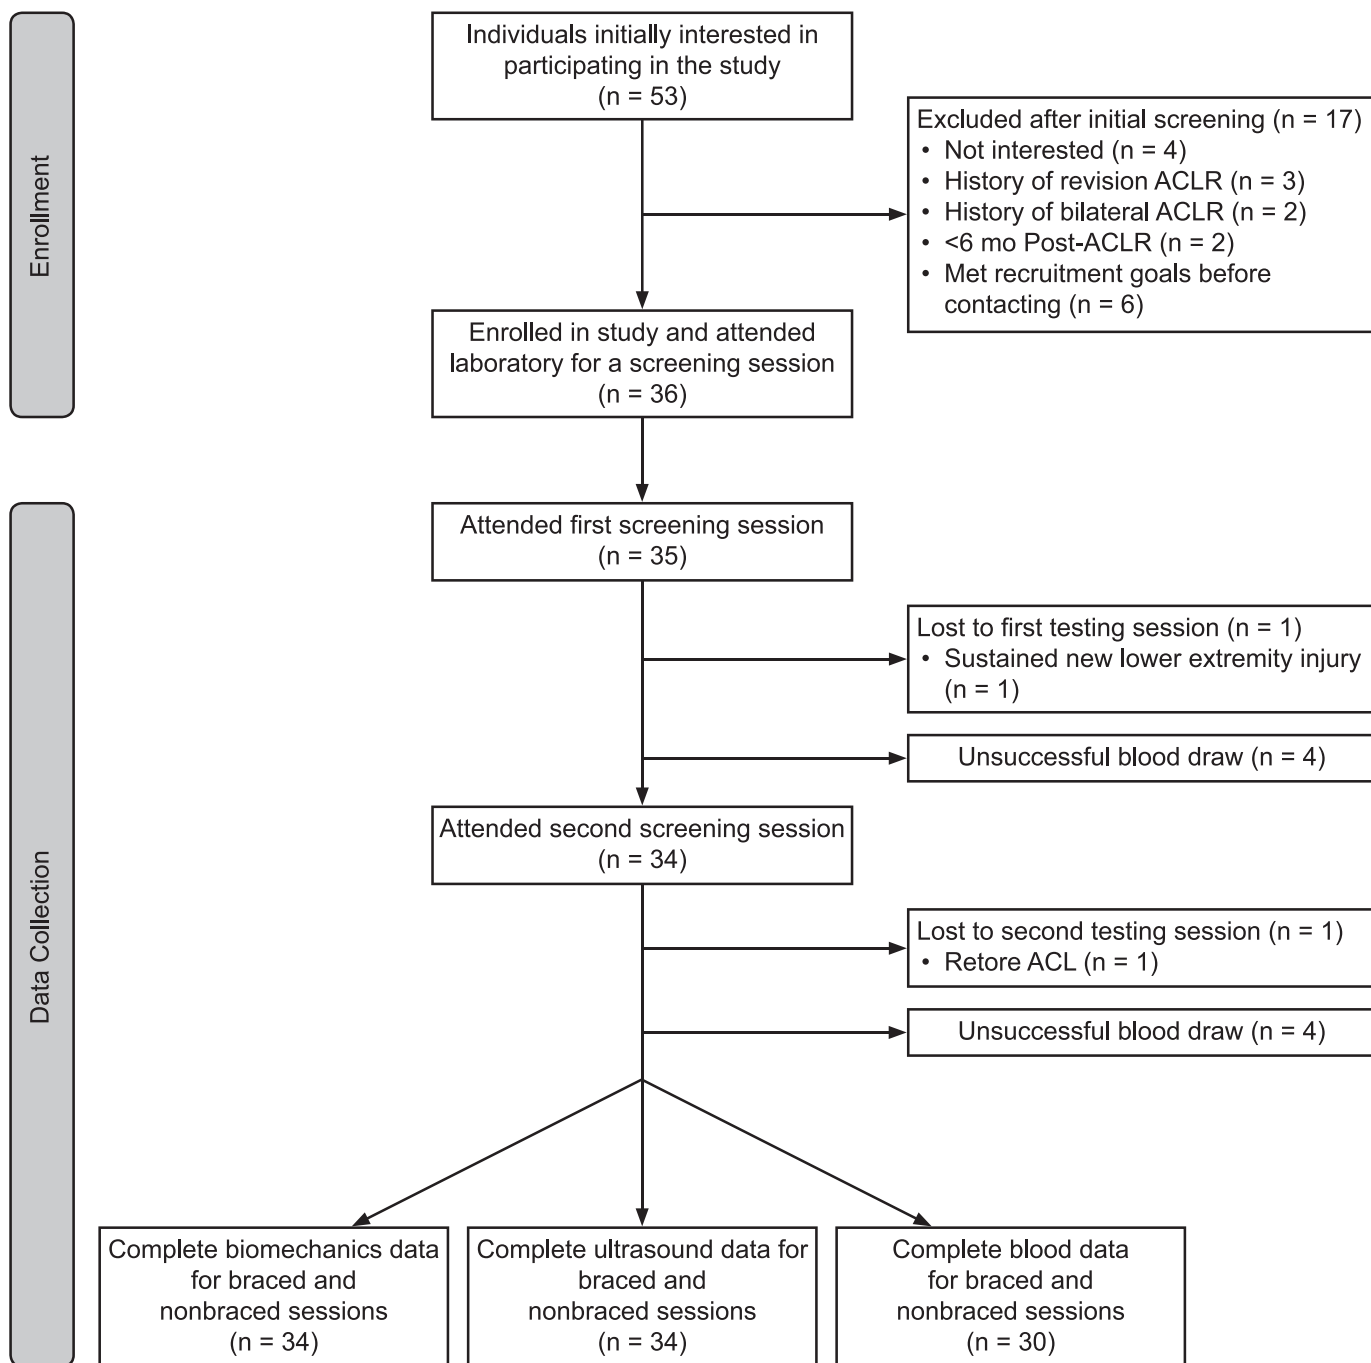 Enrollment
Individuals initially interested in
participating in the study
(n = 53)
Excluded after initial screening (n = 17)
• Not interested (n = 4)
• History of revision ACLR (n = 3)
• History of bilateral ACLR (n = 2)
• <6 mo Post-ACLR (n = 2)
• Met recruitment goals before
contacting (n = 6)
Enrolled in study and attended
laboratory for a screening session
(n = 36)
Data Collection
Attended first screening session
(n = 35)
Lost to first testing session (n = 1)
• Sustained new lower extremity injury
(n = 1)
Unsuccessful blood draw (n = 4)
Attended second screening session
(n = 34)
Lost to second testing session (n = 1)
• Retore ACL (n = 1)
Unsuccessful blood draw (n = 4)
Complete biomechanics data
for braced and
nonbraced sessions
(n = 34)
Complete ultrasound data for
braced and
nonbraced sessions
(n = 34)
Complete blood data
for braced and
nonbraced sessions
(n = 30)